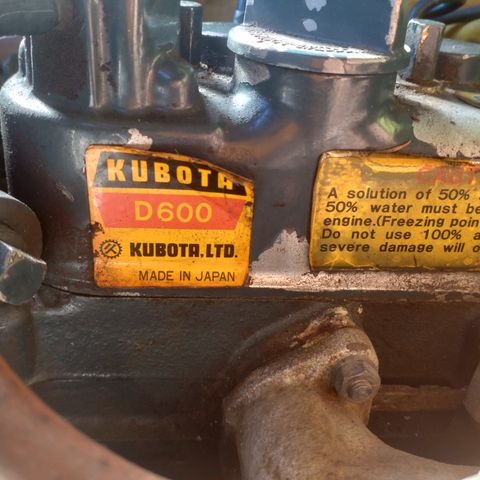 KUBOTA
D600
KUBOTA.LTD.
MADE IN JAPAN
A solution of 50%
50% water must be
engine.(Freezing poin
Do not use 100% a
severe damage will o